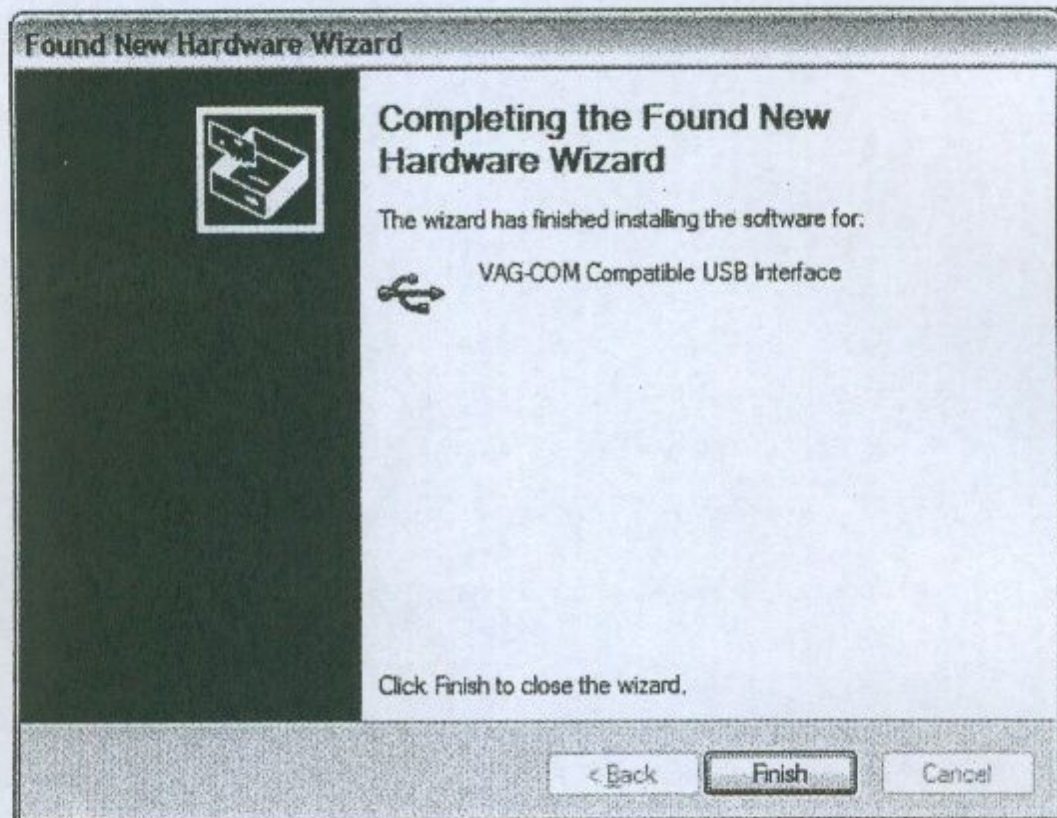 Found New Hardware Wizard
Completing the Found New
Hardware Wizard
The wizard has finished installing the software for:
VAG-COM Compatible USB Interface
Click Finish to close the wizard.
< Back
Finish
Cancel